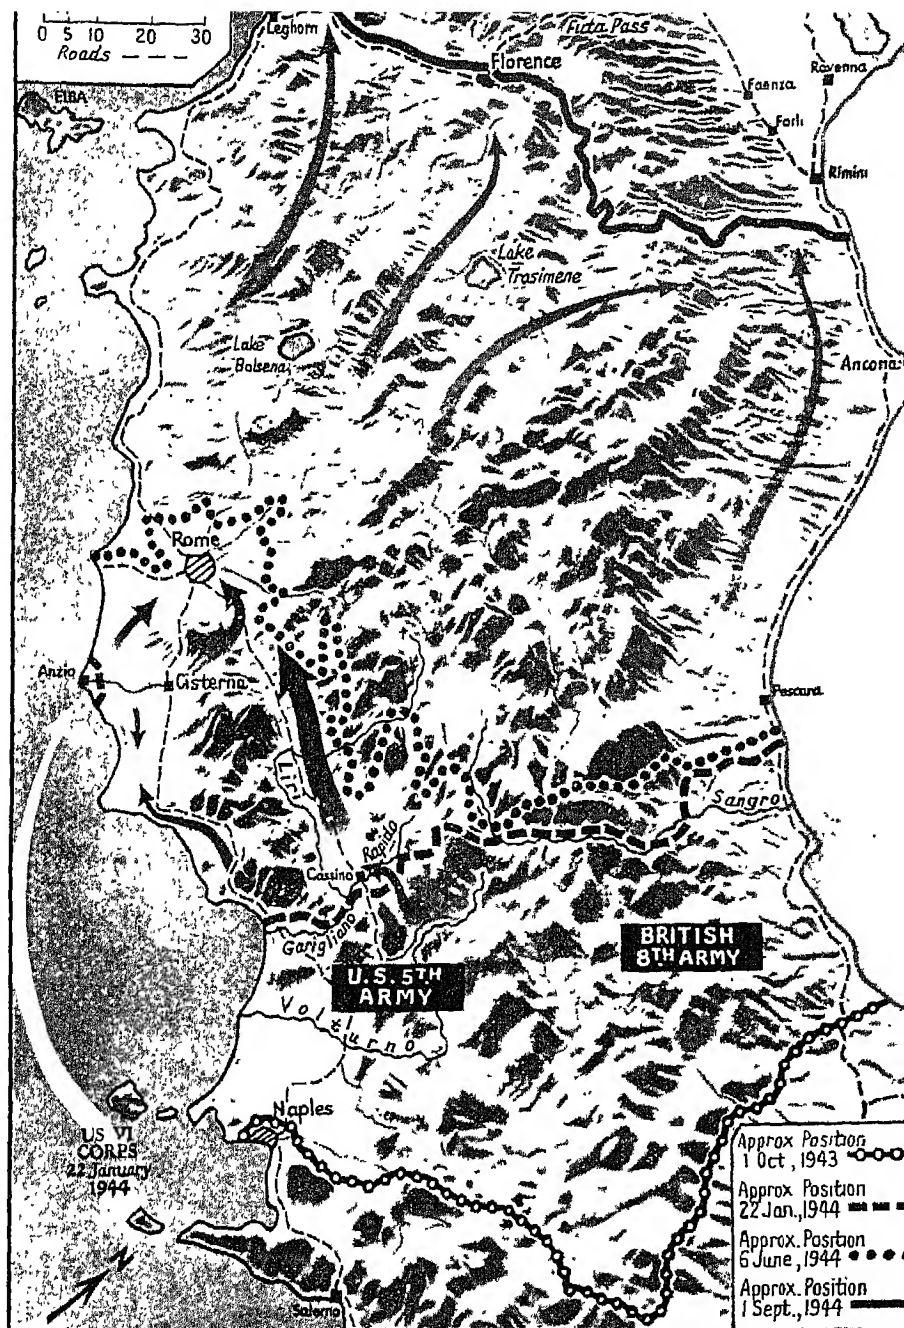 0 5 10 20 30
Roads
Leghorn
Futa Pass
Florence
Faenza
Ravenna
Forli
Rimini
ELBA
Lake
Trasimene
Lake
Bolsena
Ancona
Rome
Anzio
Cisterna
Pescara
Liri
Sangro
Rapido
Cassino
Garigliano
BRITISH
8TH ARMY
U.S. 5TH
ARMY
Volturno
Naples
US VI
CORPS
22 January
1944
Salerno
Approx Position
1 Oct., 1943
Approx Position
22 Jan., 1944
Approx. Position
6 June, 1944
Approx. Position
1 Sept., 1944